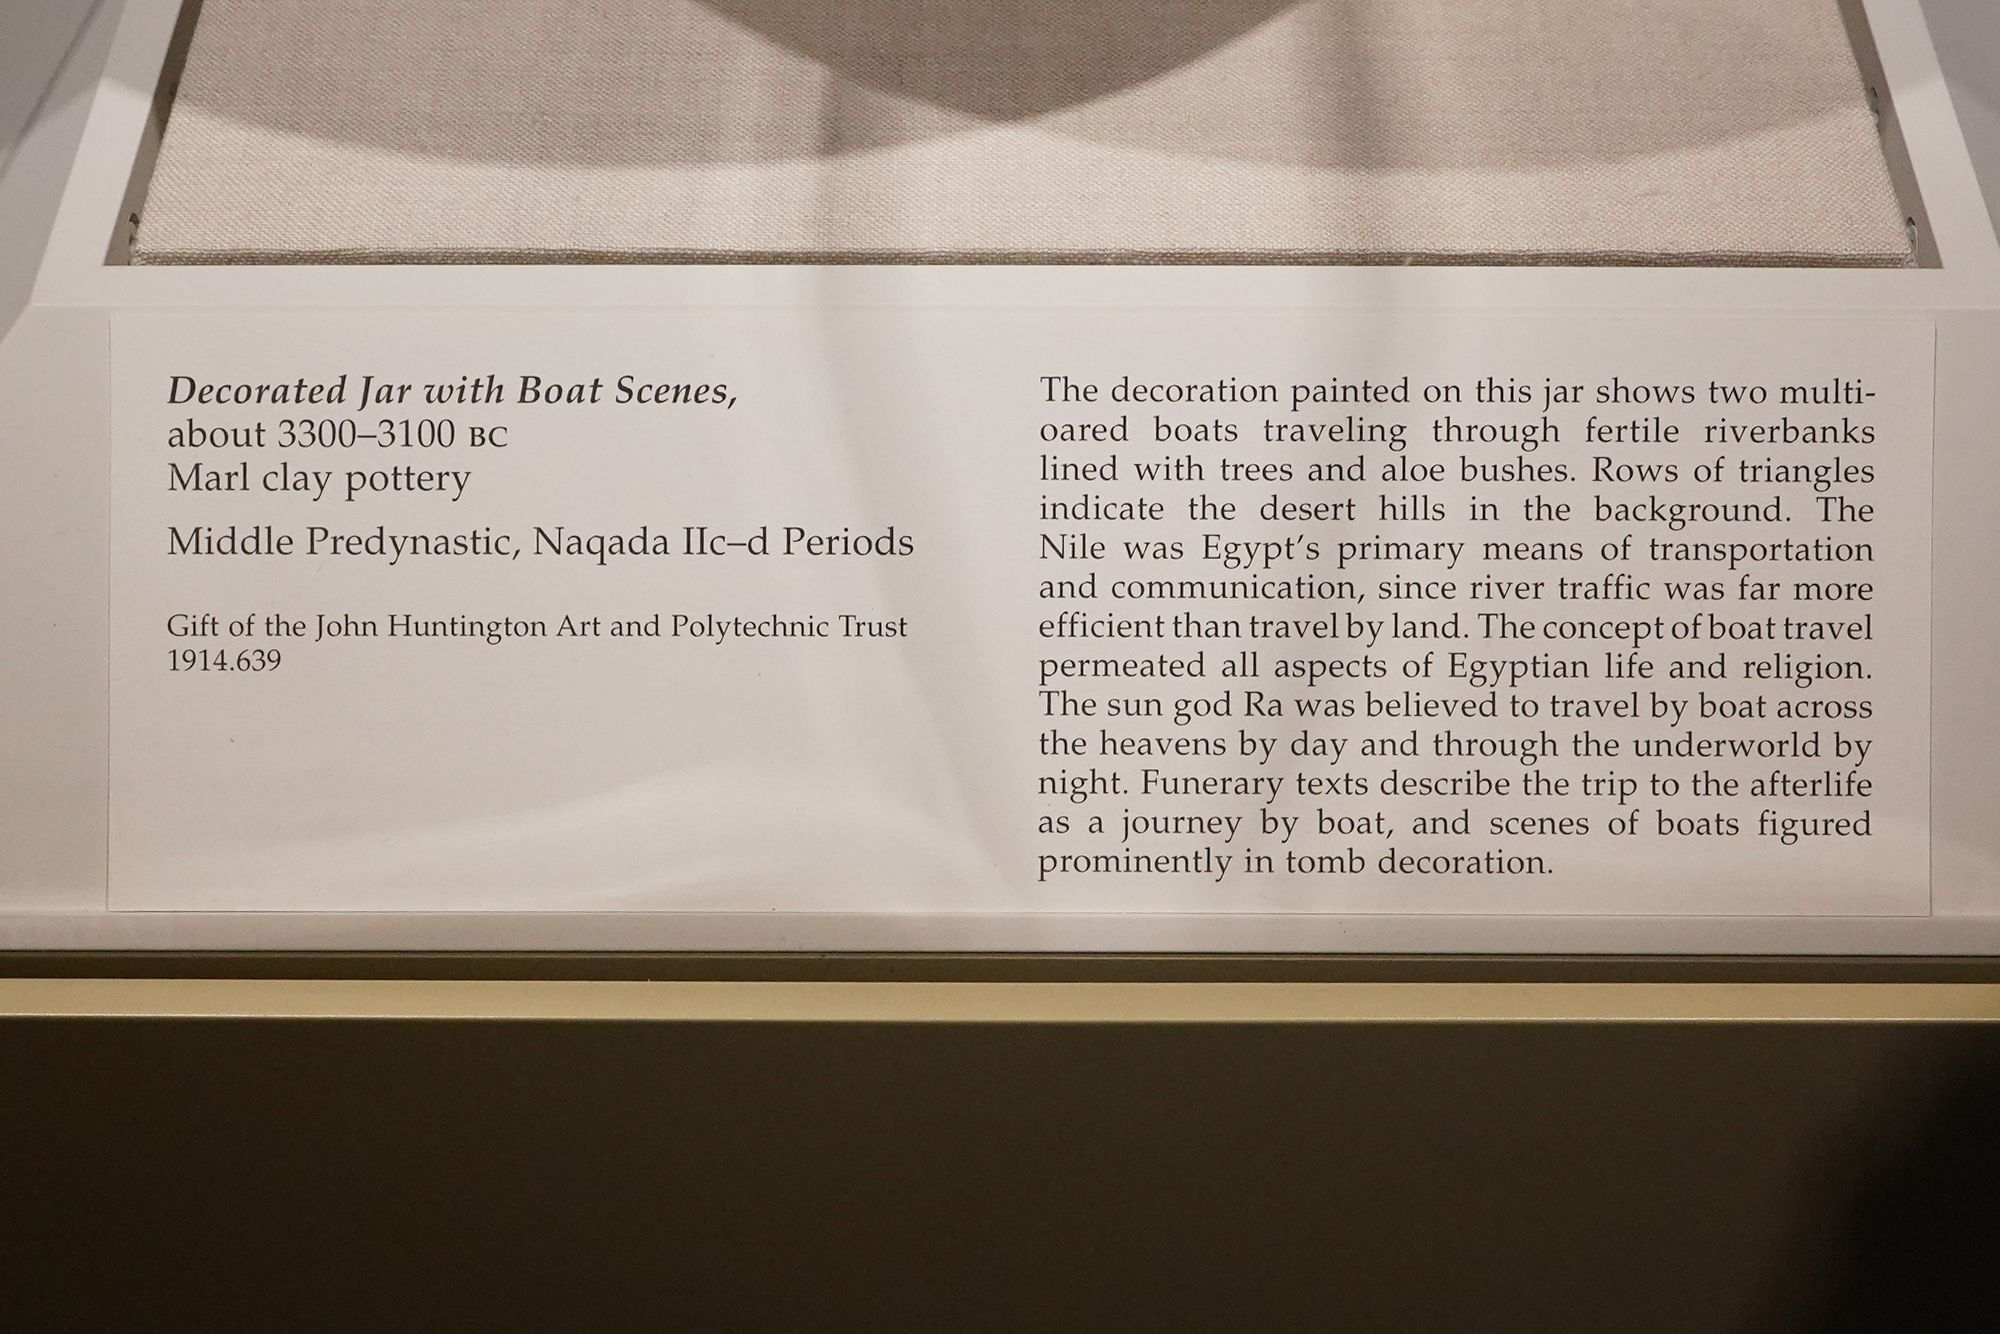 Decorated Jar with Boat Scenes,
about 3300–3100 BC
Marl clay pottery
Middle Predynastic, Naqada IIc–d Periods
Gift of the John Huntington Art and Polytechnic Trust
1914.639
The decoration painted on this jar shows two multi-
oared boats traveling through fertile riverbanks
lined with trees and aloe bushes. Rows of triangles
indicate the desert hills in the background. The
Nile was Egypt’s primary means of transportation
and communication, since river traffic was far more
efficient than travel by land. The concept of boat travel
permeated all aspects of Egyptian life and religion.
The sun god Ra was believed to travel by boat across
the heavens by day and through the underworld by
night. Funerary texts describe the trip to the afterlife
as a journey by boat, and scenes of boats figured
prominently in tomb decoration.